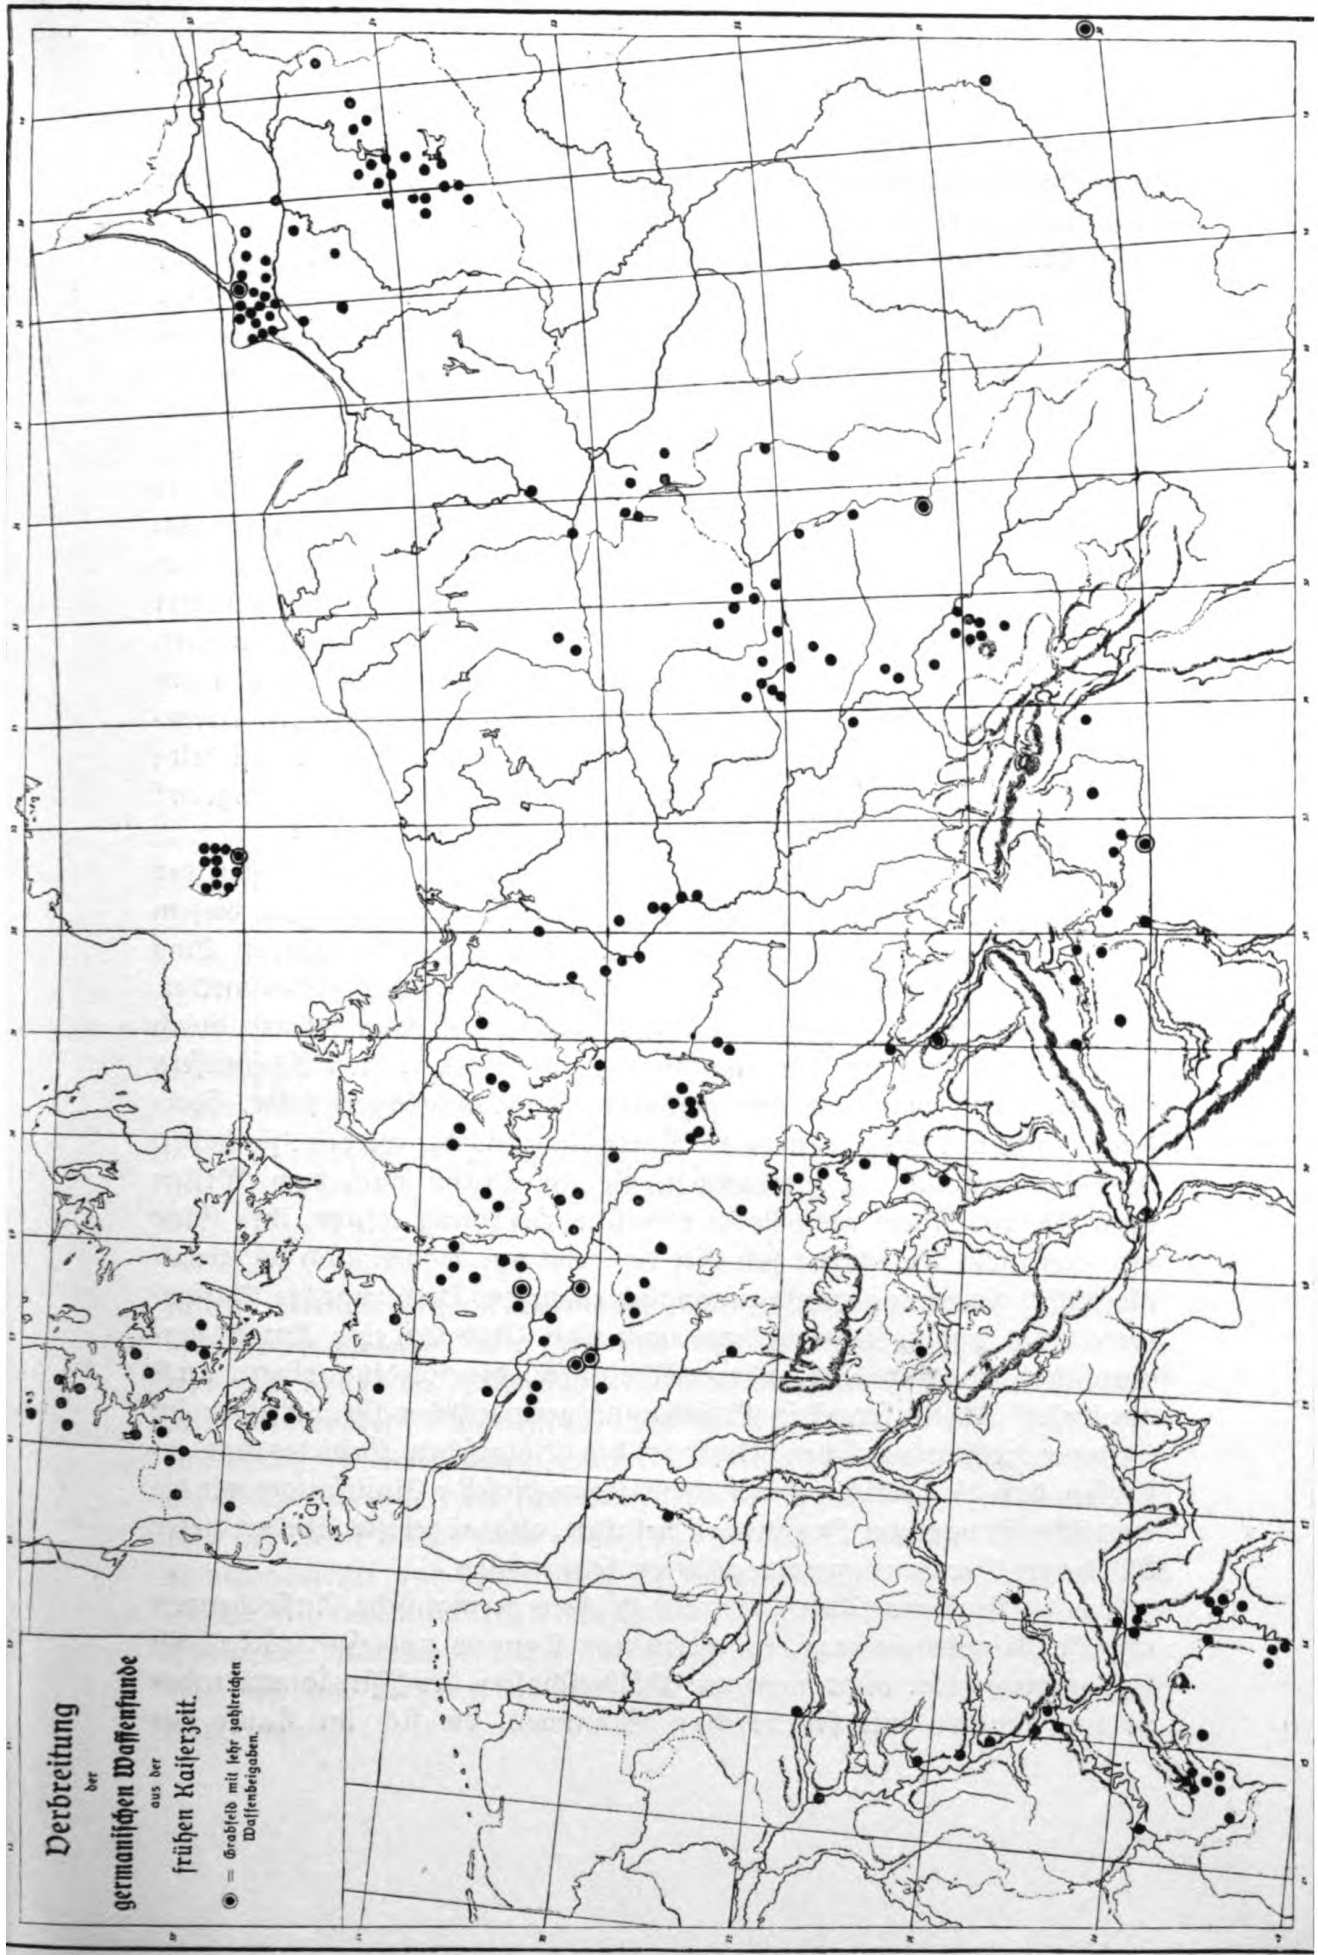 Verbreitung
der
germanischen Waffenfunde
aus der
frühen Kaiserzeit.
= Grabfeld mit sehr zahlreichen
Waffenbeigaben.